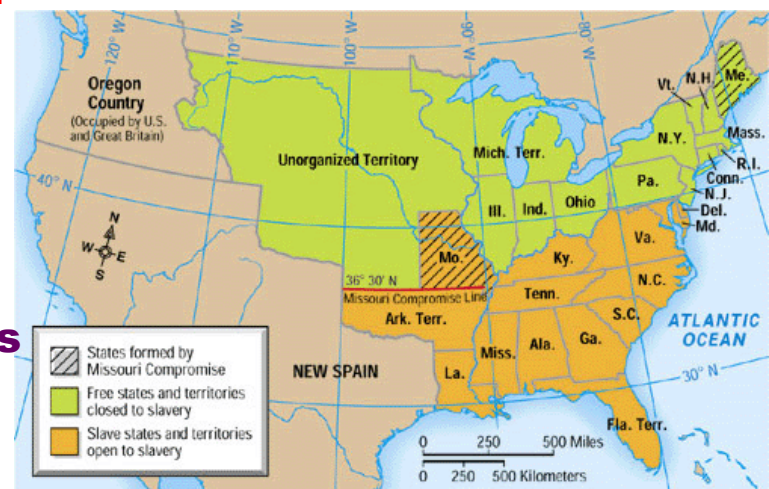 120° W
110° W
100° W
90° W
80° W
Oregon
Country
(Occupied by U.S.
and Great Britain)
Unorganized Territory
Mich. Terr.
Vt.
N.H.
Me.
N.Y.
Mass.
R.I.
Conn.
N.J.
Pa.
Del.
Md.
40° N
N
W
E
S
Ill.
Ind.
Ohio
Mo.
Ky.
Va.
36° 30' N
Missouri Compromise Line
Tenn.
N.C.
Ark. Terr.
S.C.
ATLANTIC
OCEAN
Miss.
Ala.
Ga.
La.
NEW SPAIN
30° N
Fla. Terr.
s
States formed by
Missouri Compromise
Free states and territories
closed to slavery
Slave states and territories
open to slavery
0 250 500 Miles
0 250 500 Kilometers